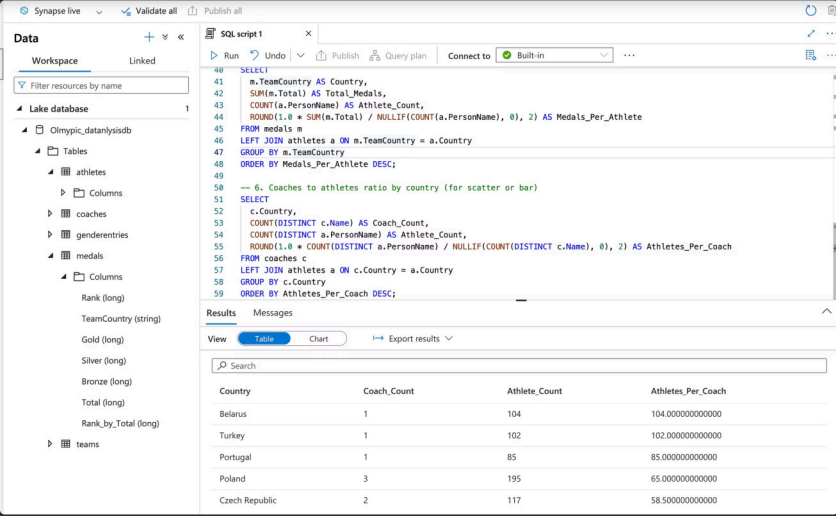 Synapse live
Validate all
Publish all
Data
Workspace
Linked
Filter resources by name
Lake database
1
Olmypic_datanlysisdb
Tables
athletes
Columns
coaches
genderentries
medals
Columns
Rank (long)
TeamCountry (string)
Gold (long)
Silver (long)
Bronze (long)
Total (long)
Rank_by_Total (long)
teams
SQL script 1
Run
Undo
Publish
Query plan
Connect to
Built-in
40 SELECT
41 m.TeamCountry AS Country,
42 SUM(m.Total) AS Total_Medals,
43 COUNT(a.PersonName) AS Athlete_Count,
44 ROUND(1.0 * SUM(m.Total) / NULLIF(COUNT(a.PersonName), 0), 2) AS Medals_Per_Athlete
45 FROM medals m
46 LEFT JOIN athletes a ON m.TeamCountry = a.Country
47 GROUP BY m.TeamCountry
48 ORDER BY Medals_Per_Athlete DESC;
49
50 -- 6. Coaches to athletes ratio by country (for scatter or bar)
51 SELECT
52 c.Country,
53 COUNT(DISTINCT c.Name) AS Coach_Count,
54 COUNT(DISTINCT a.PersonName) AS Athlete_Count,
55 ROUND(1.0 * COUNT(DISTINCT a.PersonName) / NULLIF(COUNT(DISTINCT c.Name), 0), 2) AS Athletes_Per_Coach
56 FROM coaches c
57 LEFT JOIN athletes a ON c.Country = a.Country
58 GROUP BY c.Country
59 ORDER BY Athletes_Per_Coach DESC;
Results
Messages
View
Table
Chart
Export results
Search
Country Coach_Count Athlete_Count Athletes_Per_Coach
Belarus 1 104 104.000000000000
Turkey 1 102 102.000000000000
Portugal 1 85 85.000000000000
Poland 3 195 65.000000000000
Czech Republic 2 117 58.500000000000